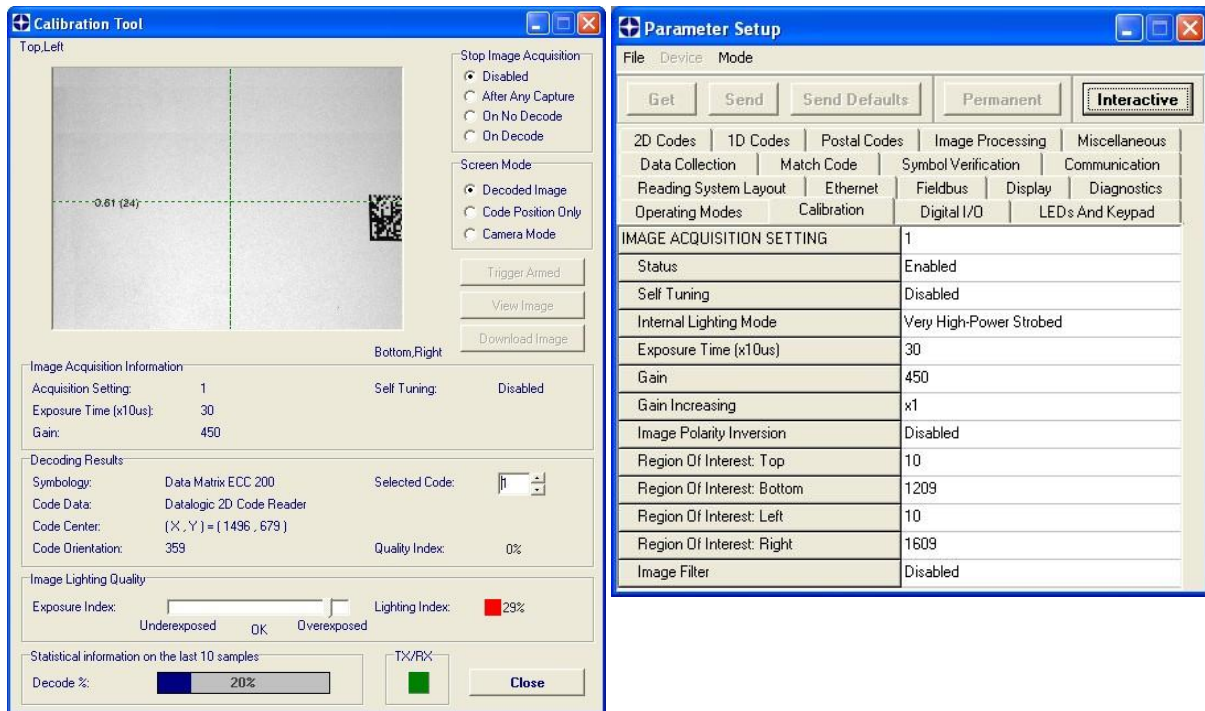 Calibration Tool
Top,Left
0.61 (24)
Stop Image Acquisition
Disabled
After Any Capture
On No Decode
On Decode
Screen Mode
Decoded Image
Code Position Only
Camera Mode
Trigger Armed
View Image
Download Image
Bottom,Right
Image Acquisition Information
Acquisition Setting: 1 Self Tuning: Disabled
Exposure Time (x10us): 30
Gain: 450
Decoding Results
Symbology: Data Matrix ECC 200 Selected Code: 1
Code Data: Datalogic 2D Code Reader
Code Center: ( X , Y ) = ( 1496 , 679 )
Code Orientation: 359 Quality Index: 0%
Image Lighting Quality
Exposure Index: Lighting Index: 29%
Underexposed OK Overexposed
Statistical information on the last 10 samples TX/RX
Decode %: 20% Close
Parameter Setup
File Device Mode
Get Send Send Defaults Permanent Interactive
2D Codes 1D Codes Postal Codes Image Processing Miscellaneous
Data Collection Match Code Symbol Verification Communication
Reading System Layout Ethernet Fieldbus Display Diagnostics
Operating Modes Calibration Digital I/O LEDs And Keypad
IMAGE ACQUISITION SETTING 1
Status Enabled
Self Tuning Disabled
Internal Lighting Mode Very High-Power Strobed
Exposure Time (x10us) 30
Gain 450
Gain Increasing x1
Image Polarity Inversion Disabled
Region Of Interest: Top 10
Region Of Interest: Bottom 1209
Region Of Interest: Left 10
Region Of Interest: Right 1609
Image Filter Disabled